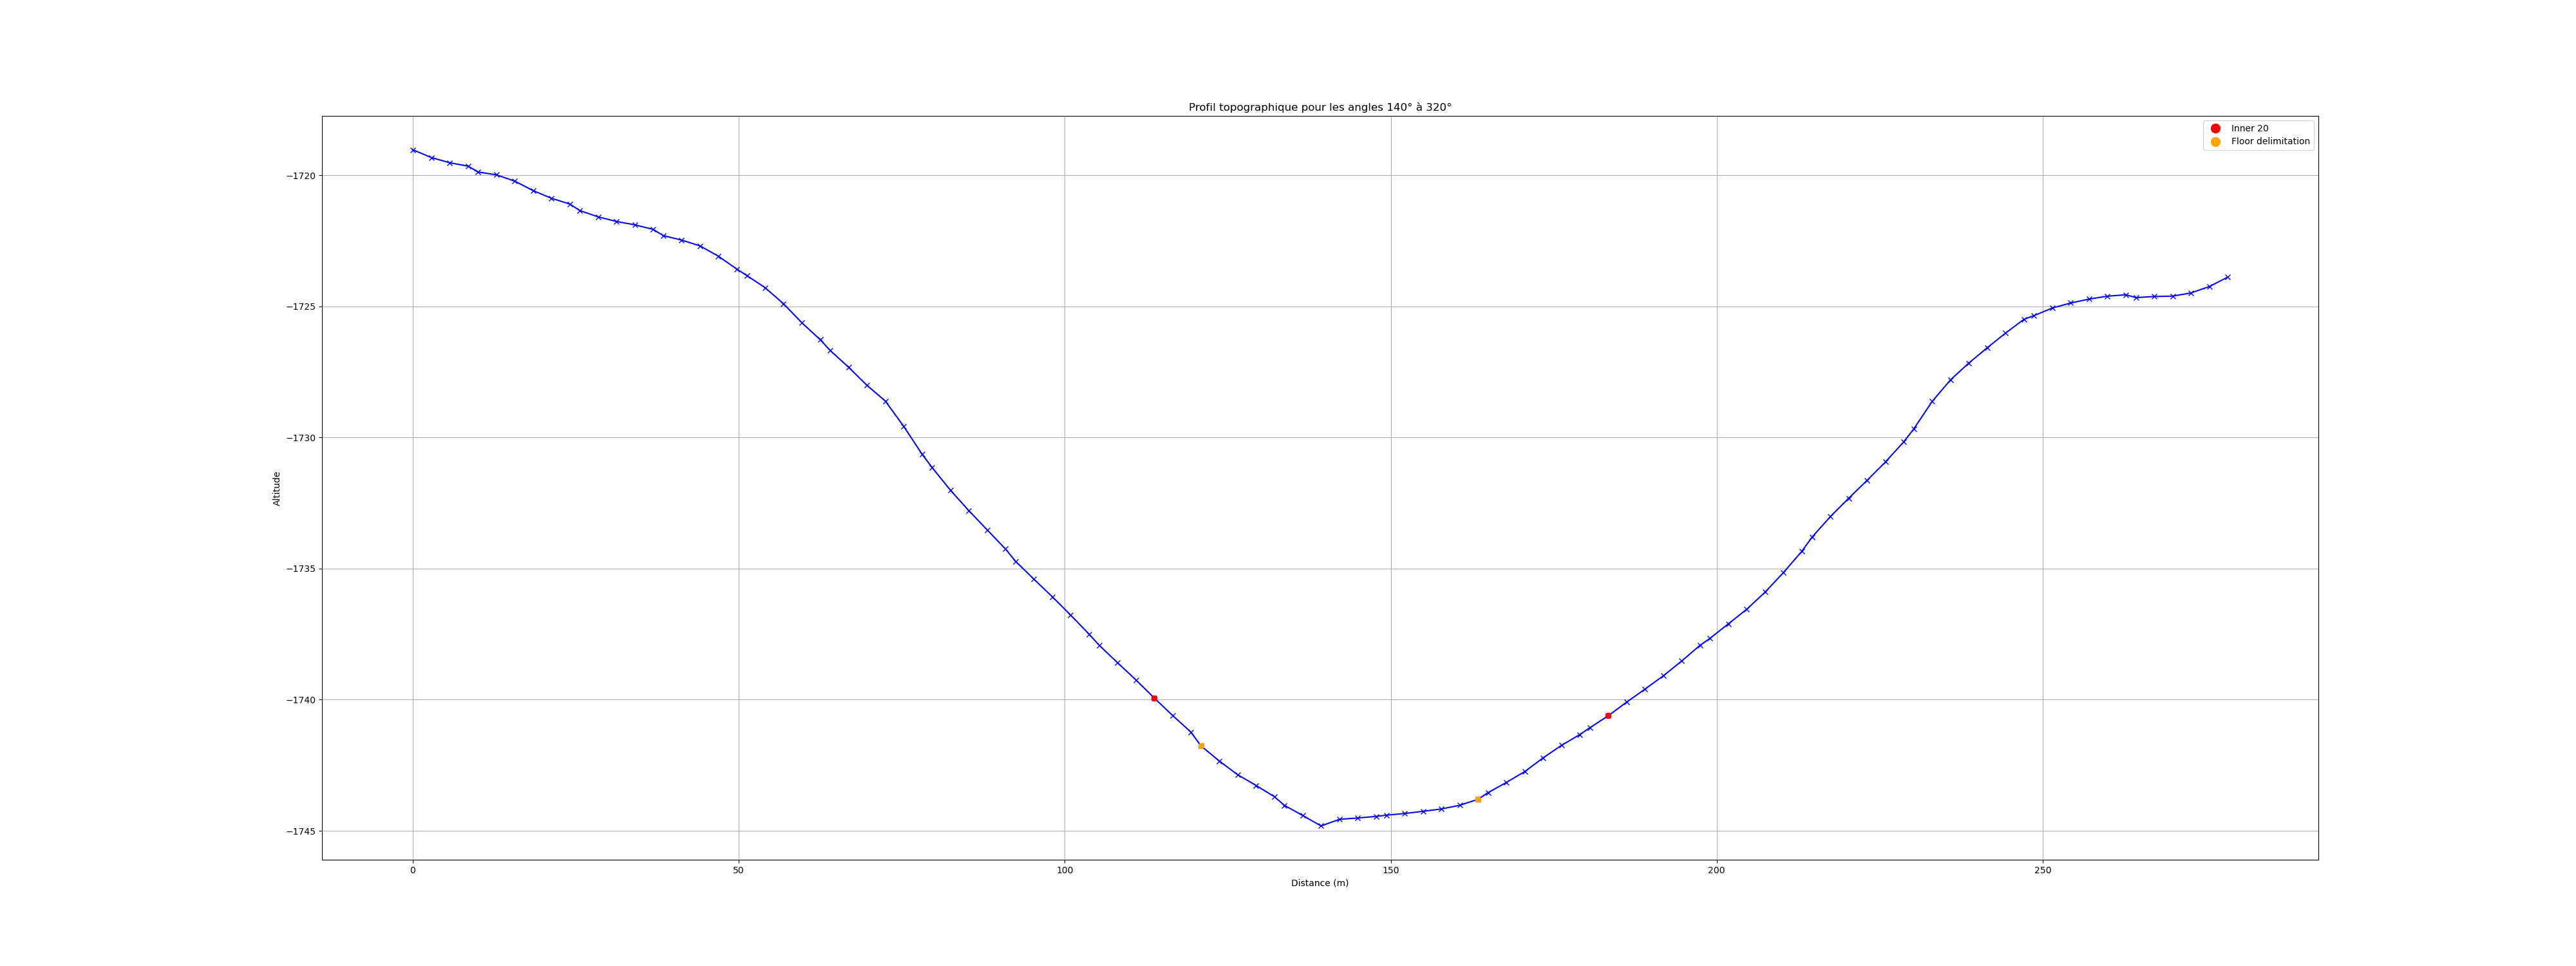 Profil topographique pour les angles 140° à 320°
Inner 20
Floor delimitation
−1720
−1725
−1730
−1735
−1740
−1745
Altitude
0 50 100 150 200 250
Distance (m)